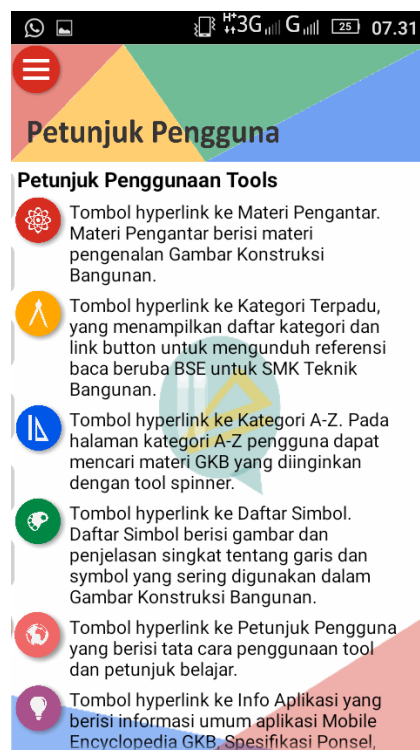 H+3G G 25 07.31
Petunjuk Pengguna
Petunjuk Penggunaan Tools
Tombol hyperlink ke Materi Pengantar.
Materi Pengantar berisi materi
pengenalan Gambar Konstruksi
Bangunan.
Tombol hyperlink ke Kategori Terpadu,
yang menampilkan daftar kategori dan
link button untuk mengunduh referensi
baca beruba BSE untuk SMK Teknik
Bangunan.
Tombol hyperlink ke Kategori A-Z. Pada
halaman kategori A-Z pengguna dapat
mencari materi GKB yang diinginkan
dengan tool spinner.
Tombol hyperlink ke Daftar Simbol.
Daftar Simbol berisi gambar dan
penjelasan singkat tentang garis dan
symbol yang sering digunakan dalam
Gambar Konstruksi Bangunan.
Tombol hyperlink ke Petunjuk Pengguna
yang berisi tata cara penggunaan tool
dan petunjuk belajar.
Tombol hyperlink ke Info Aplikasi yang
berisi informasi umum aplikasi Mobile
Encyclopedia GKB, Spesifikasi Ponsel,